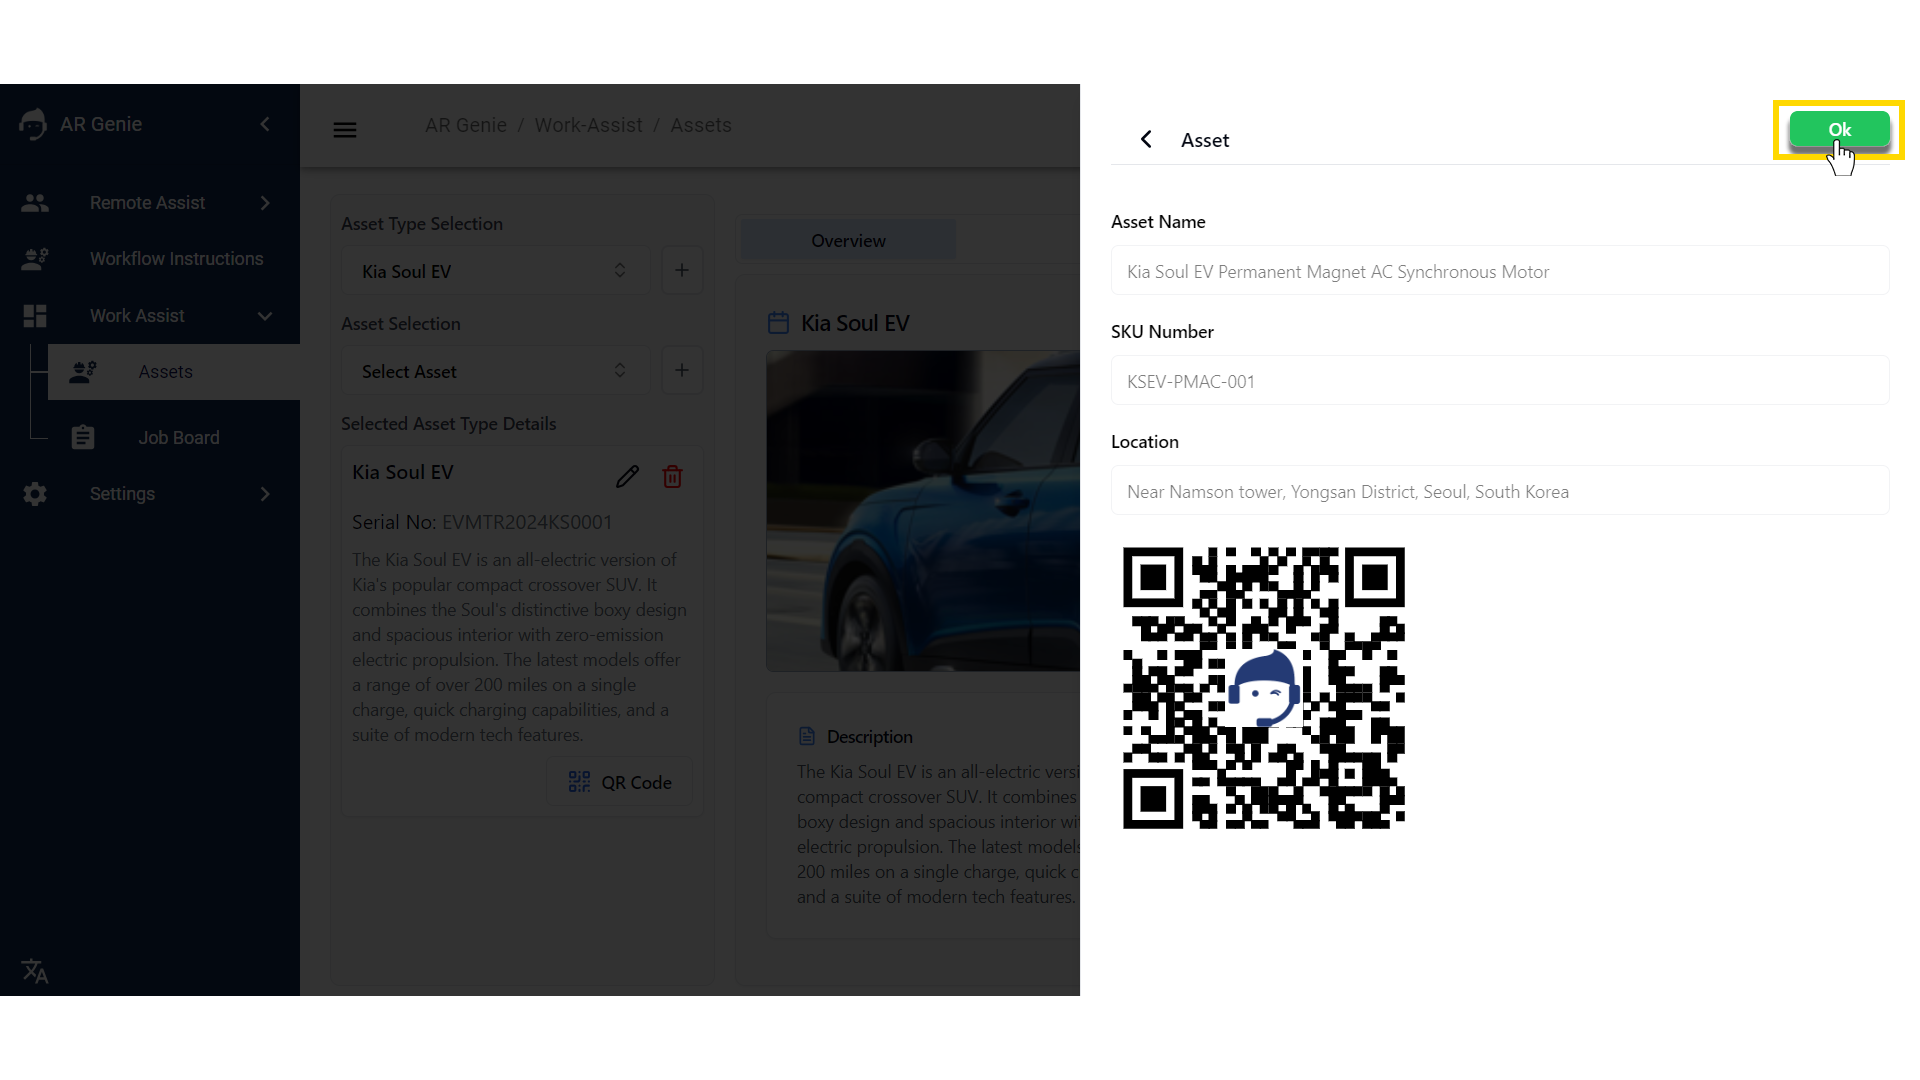 AR Genie
Remote Assist
Workflow Instructions
Work Assist
Assets
Job Board
Settings
AR Genie / Work-Assist / Assets
Asset Type Selection
Kia Soul EV
Asset Selection
Select Asset
Selected Asset Type Details
Kia Soul EV
Serial No: EVMTR2024KS0001
The Kia Soul EV is an all-electric version of
Kia's popular compact crossover SUV. It
combines the Soul's distinctive boxy design
and spacious interior with zero-emission
electric propulsion. The latest models offer
a range of over 200 miles on a single
charge, quick charging capabilities, and a
suite of modern tech features.
QR Code
Overview
Kia Soul EV
Description
The Kia Soul EV is an all-electric versi
compact crossover SUV. It combines
boxy design and spacious interior wi
electric propulsion. The latest models
200 miles on a single charge, quick c
and a suite of modern tech features.
Asset
Ok
Asset Name
Kia Soul EV Permanent Magnet AC Synchronous Motor
SKU Number
KSEV-PMAC-001
Location
Near Namson tower, Yongsan District, Seoul, South Korea